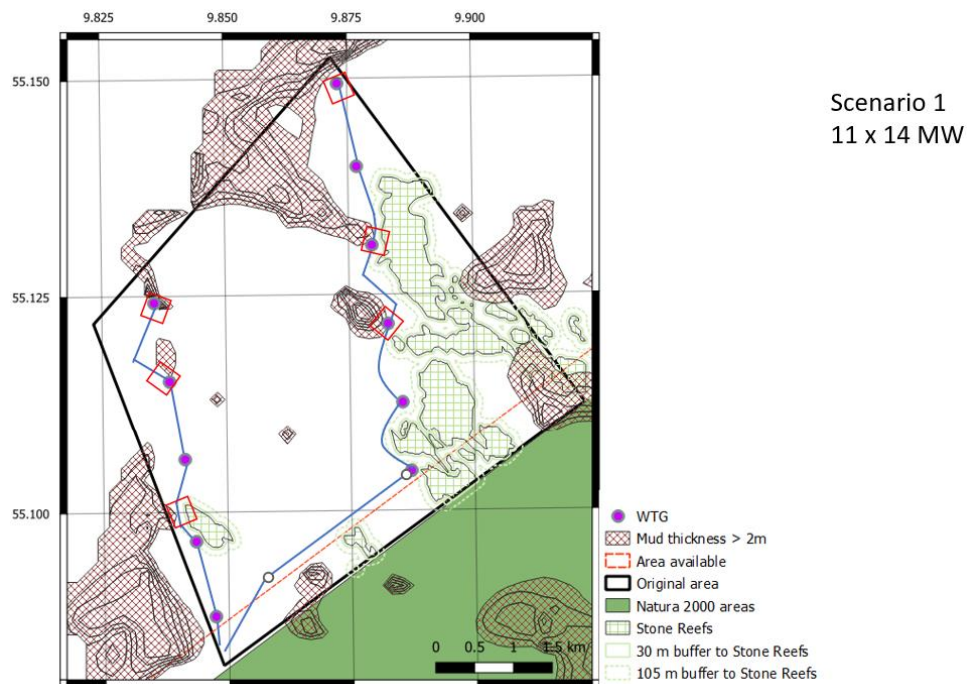 9.825 9.850 9.875 9.900
Scenario 1
11 x 14 MW
55.150
55.125
55.100
WTG
Mud thickness > 2m
Area available
Original area
Natura 2000 areas
Stone Reefs
30 m buffer to Stone Reefs
105 m buffer to Stone Reefs
0 0.5 1 1.5 km